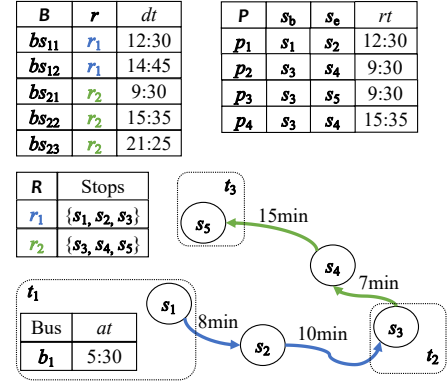 B r dt
bs11 r1 12:30
bs12 r1 14:45
bs21 r2 9:30
bs22 r2 15:35
bs23 r2 21:25
P sb se rt
p1 s1 s2 12:30
p2 s3 s4 9:30
p3 s3 s5 9:30
p4 s3 s4 15:35
R Stops
r1 {s1, s2, s3}
r2 {s3, s4, s5}
t3
s5
15min
s4
7min
t1
s1
8min
s2
10min
s3
t2
Bus at
b1 5:30